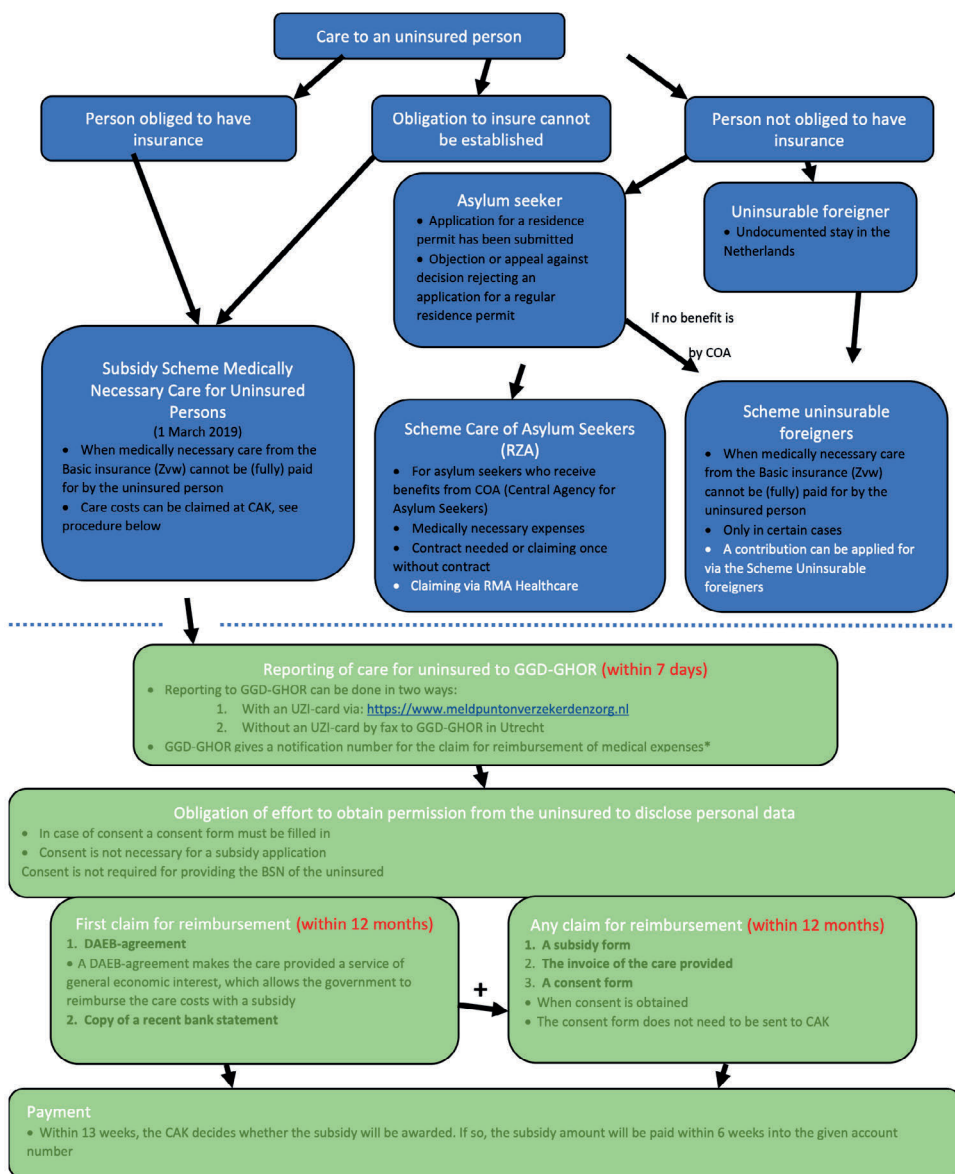 Care to an uninsured person
Person obliged to have
insurance
Obligation to insure cannot
be established
Person not obliged to have
insurance
Asylum seeker
• Application for a residence
permit has been submitted
• Objection or appeal against
decision rejecting an
application for a regular
residence permit
Uninsurable foreigner
• Undocumented stay in the
Netherlands
If no benefit is
by COA
Subsidy Scheme Medically
Necessary Care for Uninsured
Persons
(1 March 2019)
• When medically necessary care from the
Basic insurance (Zvw) cannot be (fully) paid
for by the uninsured person
• Care costs can be claimed at CAK, see
procedure below
Scheme Care of Asylum Seekers
(RZA)
• For asylum seekers who receive
benefits from COA (Central Agency for
Asylum Seekers)
• Medically necessary expenses
• Contract needed or claiming once
without contract
• Claiming via RMA Healthcare
Scheme uninsurable
foreigners
• When medically necessary care
from the Basic insurance (Zvw)
cannot be (fully) paid for by the
uninsured person
• Only in certain cases
• A contribution can be applied for
via the Scheme Uninsurable
foreigners
Reporting of care for uninsured to GGD-GHOR (within 7 days)
• Reporting to GGD-GHOR can be done in two ways:
1. With an UZI-card via: https://www.meldpuntonverzekerdenzorg.nl
2. Without an UZI-card by fax to GGD-GHOR in Utrecht
• GGD-GHOR gives a notification number for the claim for reimbursement of medical expenses*
Obligation of effort to obtain permission from the uninsured to disclose personal data
• In case of consent a consent form must be filled in
• Consent is not necessary for a subsidy application
Consent is not required for providing the BSN of the uninsured
First claim for reimbursement (within 12 months)
1. DAEB-agreement
• A DAEB-agreement makes the care provided a service of
general economic interest, which allows the government to
reimburse the care costs with a subsidy
2. Copy of a recent bank statement
+
Any claim for reimbursement (within 12 months)
1. A subsidy form
2. The invoice of the care provided
3. A consent form
• When consent is obtained
• The consent form does not need to be sent to CAK
Payment
• Within 13 weeks, the CAK decides whether the subsidy will be awarded. If so, the subsidy amount will be paid within 6 weeks into the given account
number